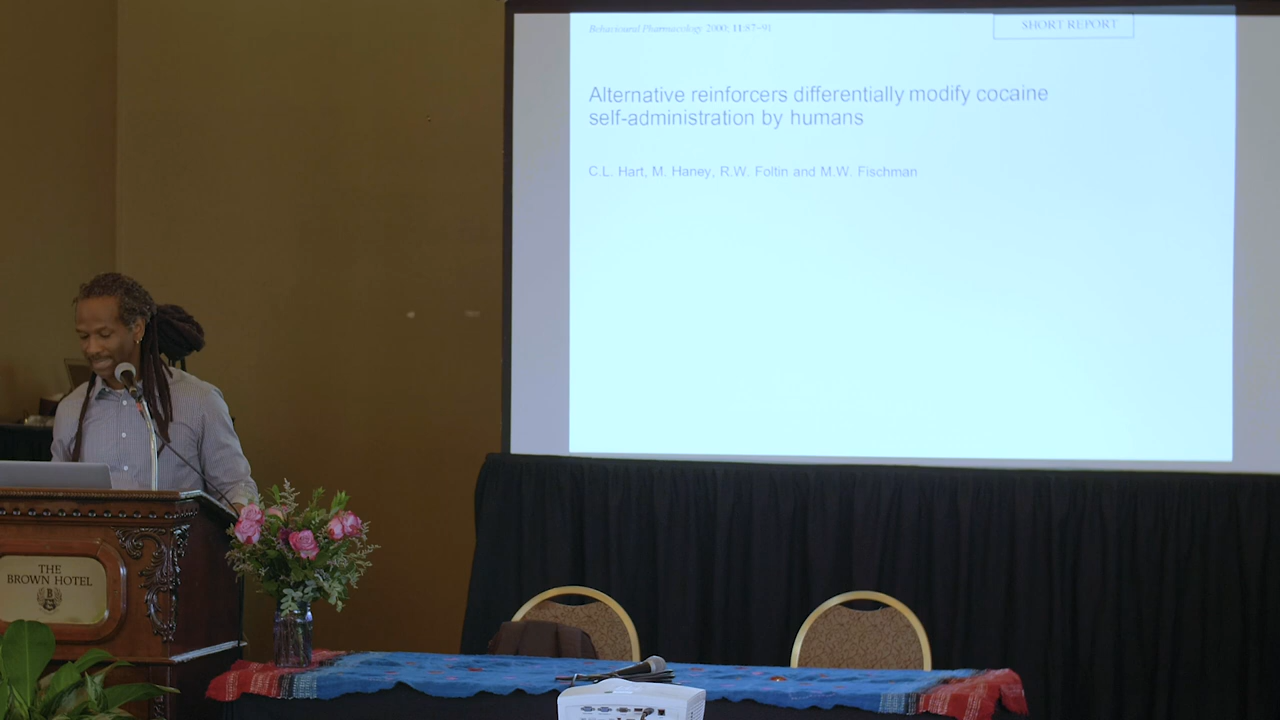 Behavioural Pharmacology 2000; 11:87–91
SHORT REPORT
Alternative reinforcers differentially modify cocaine
self-administration by humans
C.L. Hart, M. Haney, R.W. Foltin and M.W. Fischman
THE
BROWN HOTEL
B